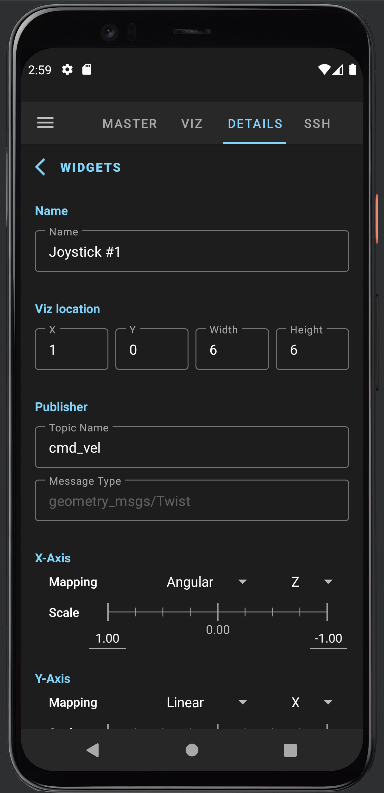 2:59
MASTER VIZ DETAILS SSH
WIDGETS
Name
Name
Joystick #1
Viz location
X Y Width Height
1 0 6 6
Publisher
Topic Name
cmd_vel
Message Type
geometry_msgs/Twist
X-Axis
Mapping Angular Z
Scale
0.00
1.00 -1.00
Y-Axis
Mapping Linear X